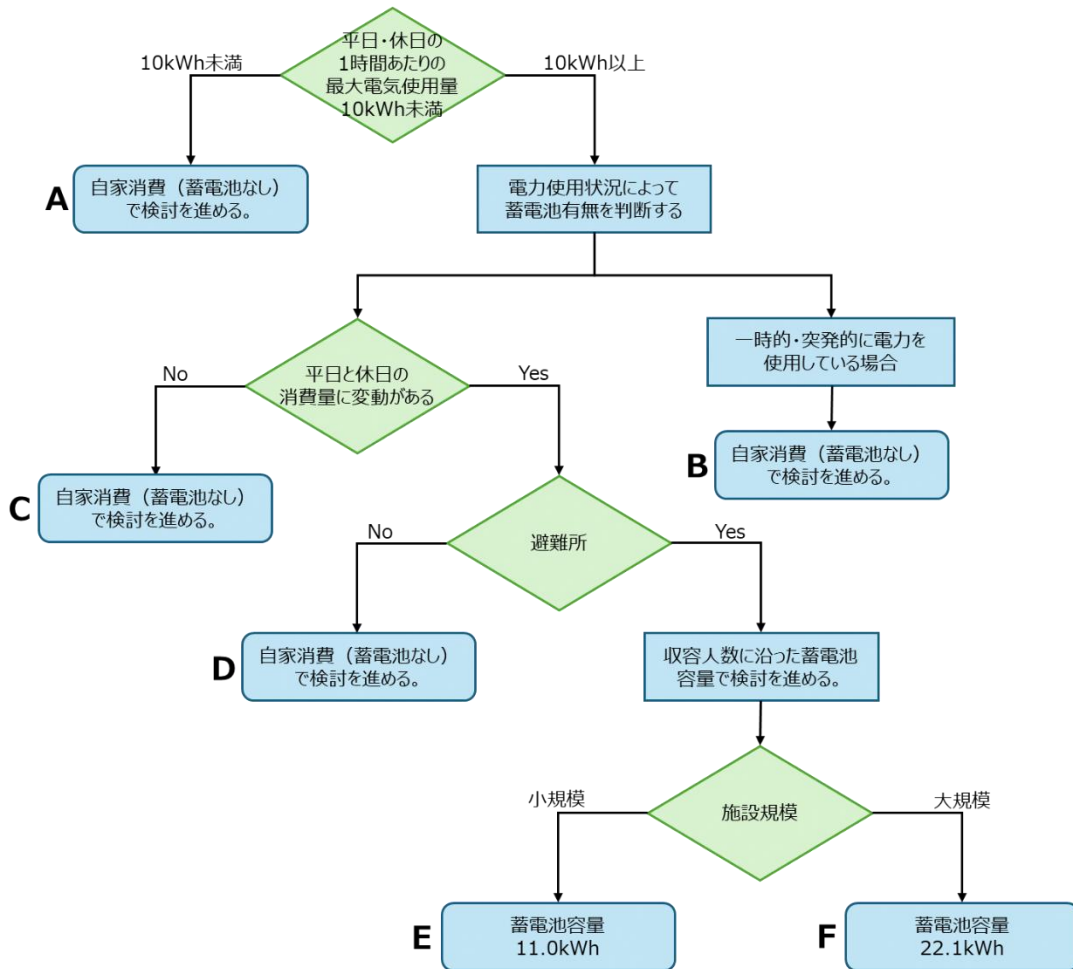 平日・休日の
1時間あたりの
最大電気使用量
10kWh未満
10kWh未満
10kWh以上
A
自家消費（蓄電池なし）
で検討を進める。
電力使用状況によって
蓄電池有無を判断する
一時的・突発的に電力を
使用している場合
平日と休日の
消費量に変動がある
No
Yes
B
自家消費（蓄電池なし）
で検討を進める。
C
自家消費（蓄電池なし）
で検討を進める。
避難所
No
Yes
D
自家消費（蓄電池なし）
で検討を進める。
収容人数に沿った蓄電池
容量で検討を進める。
施設規模
小規模
大規模
E
蓄電池容量
11.0kWh
F
蓄電池容量
22.1kWh